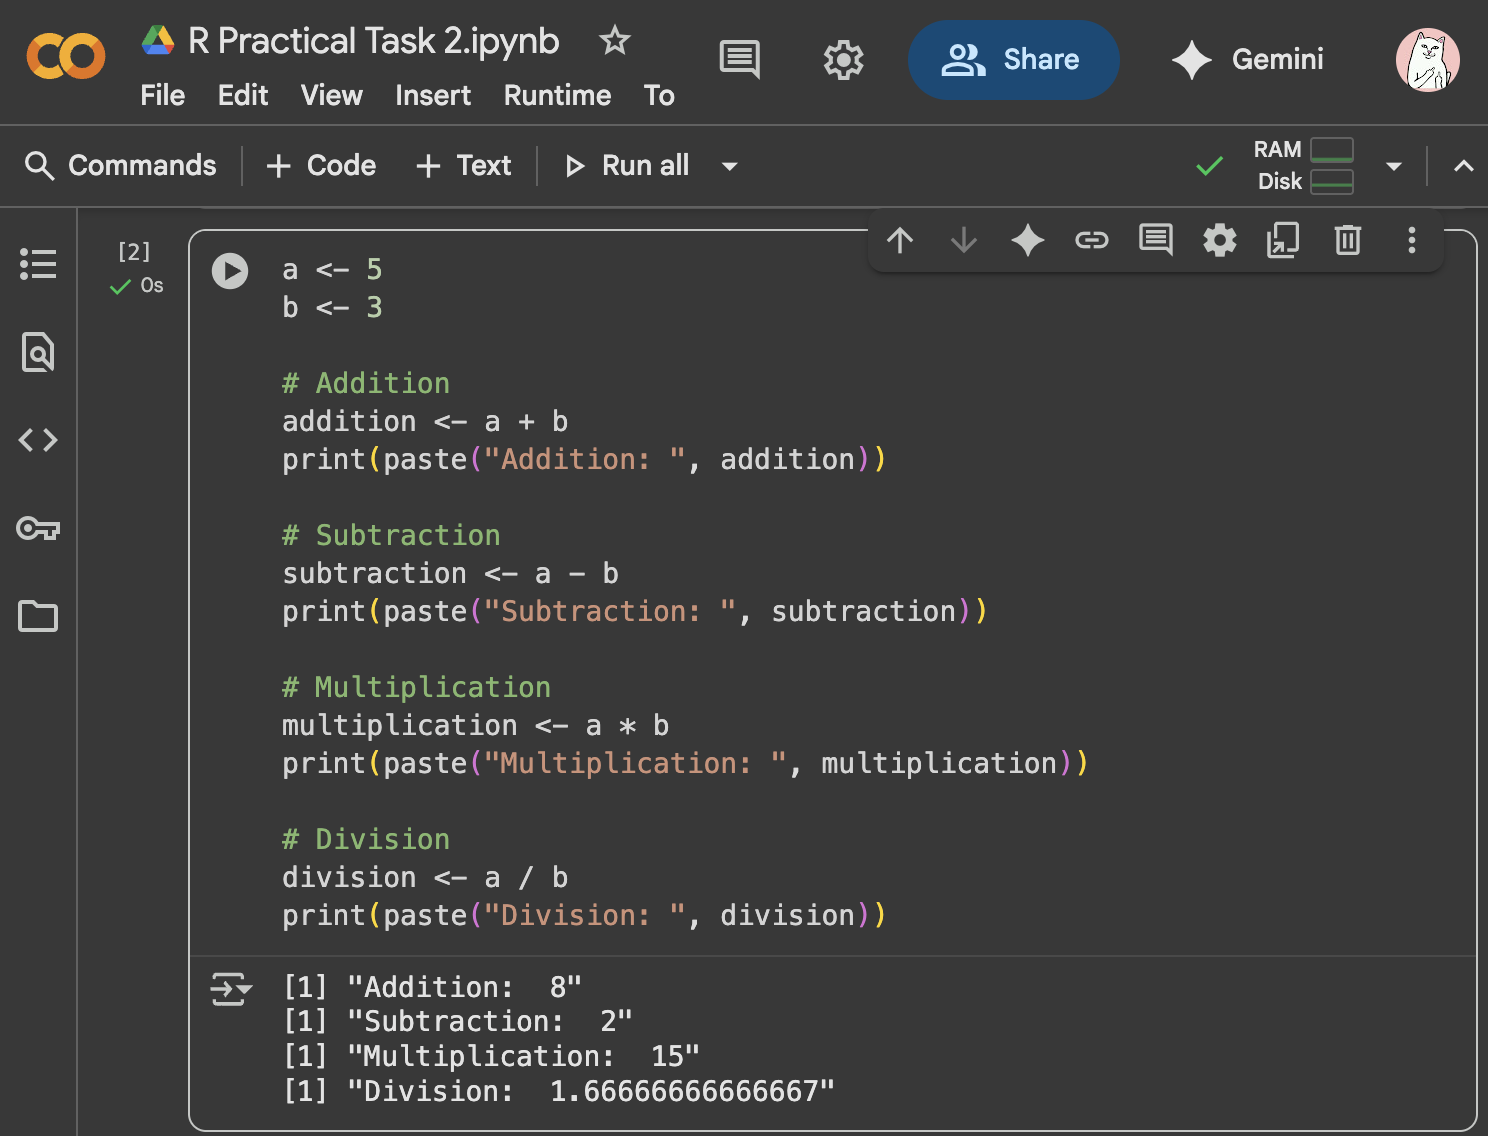 R Practical Task 2.ipynb
Share
Gemini
File Edit View Insert Runtime To
Commands + Code + Text Run all
RAM
Disk
[2]
0s
a <- 5
b <- 3
# Addition
addition <- a + b
print(paste("Addition: ", addition))
# Subtraction
subtraction <- a - b
print(paste("Subtraction: ", subtraction))
# Multiplication
multiplication <- a * b
print(paste("Multiplication: ", multiplication))
# Division
division <- a / b
print(paste("Division: ", division))
[1] "Addition:  8"
[1] "Subtraction:  2"
[1] "Multiplication:  15"
[1] "Division:  1.66666666666667"